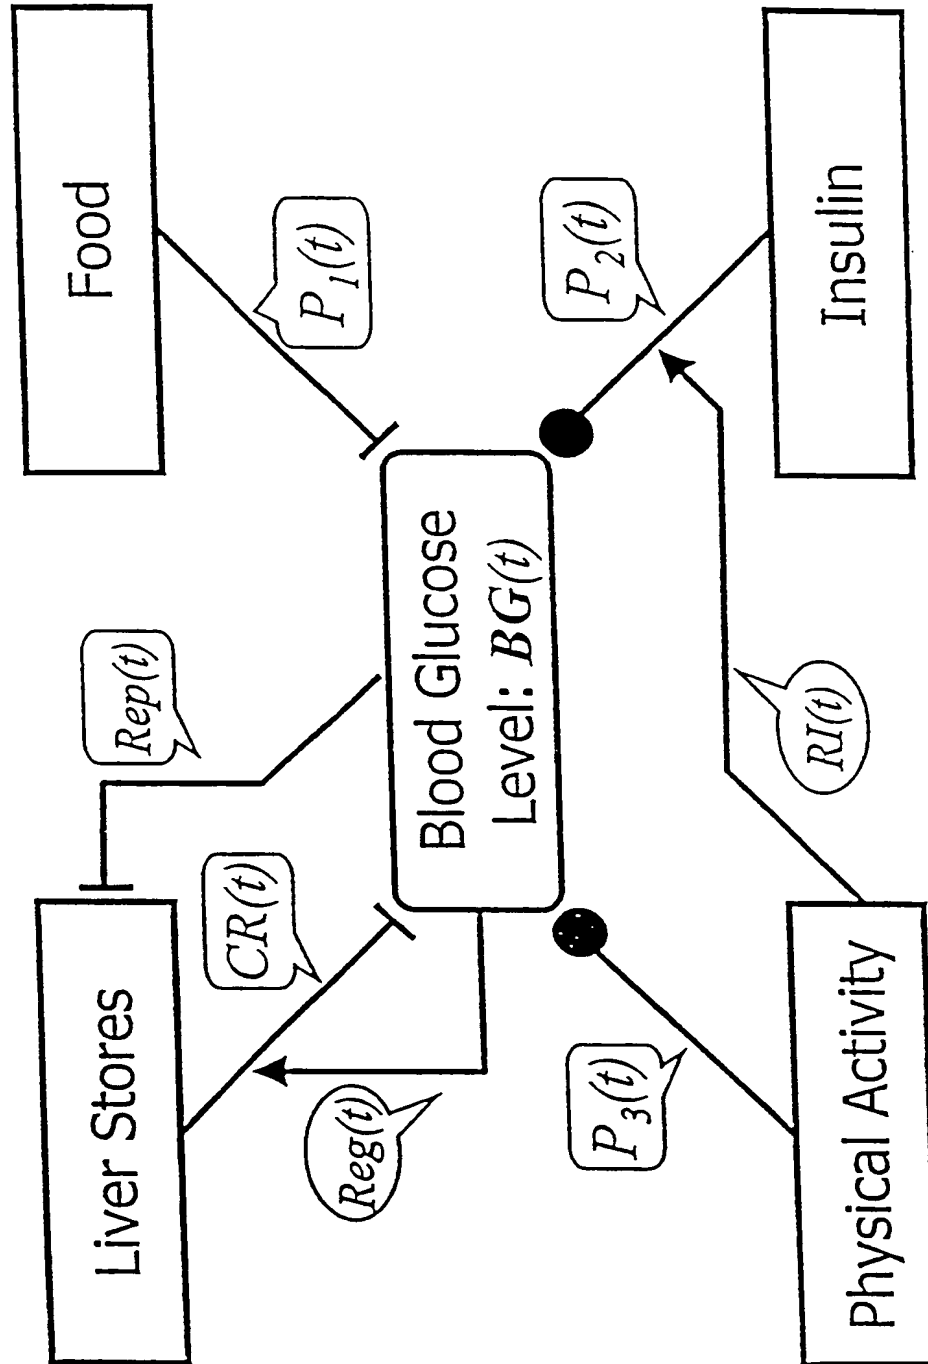 Liver Stores
Rep(t)
Food
CR(t)
P1(t)
Reg(t)
Blood Glucose
Level: BG(t)
P3(t)
P2(t)
RI(t)
Physical Activity
Insulin